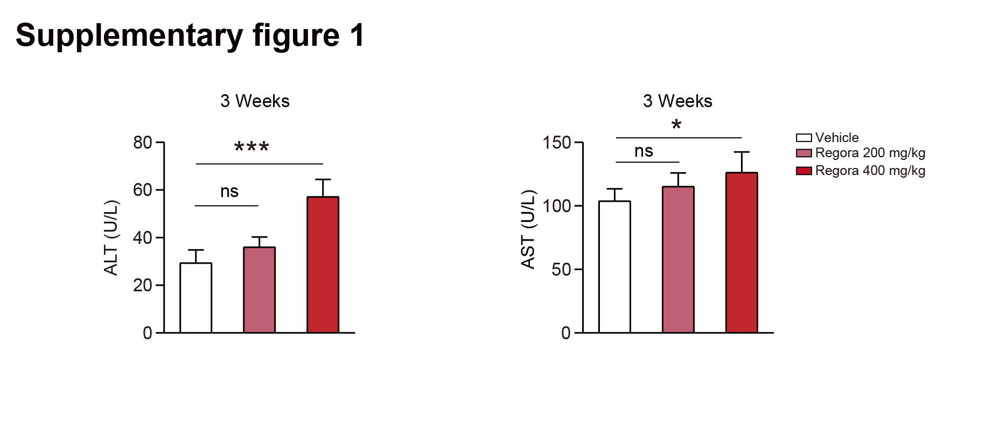 Supplementary figure 1
3 Weeks
ALT (U/L)
80
60
40
20
0
***
ns
3 Weeks
AST (U/L)
150
100
50
0
*
ns
Vehicle
Regora 200 mg/kg
Regora 400 mg/kg